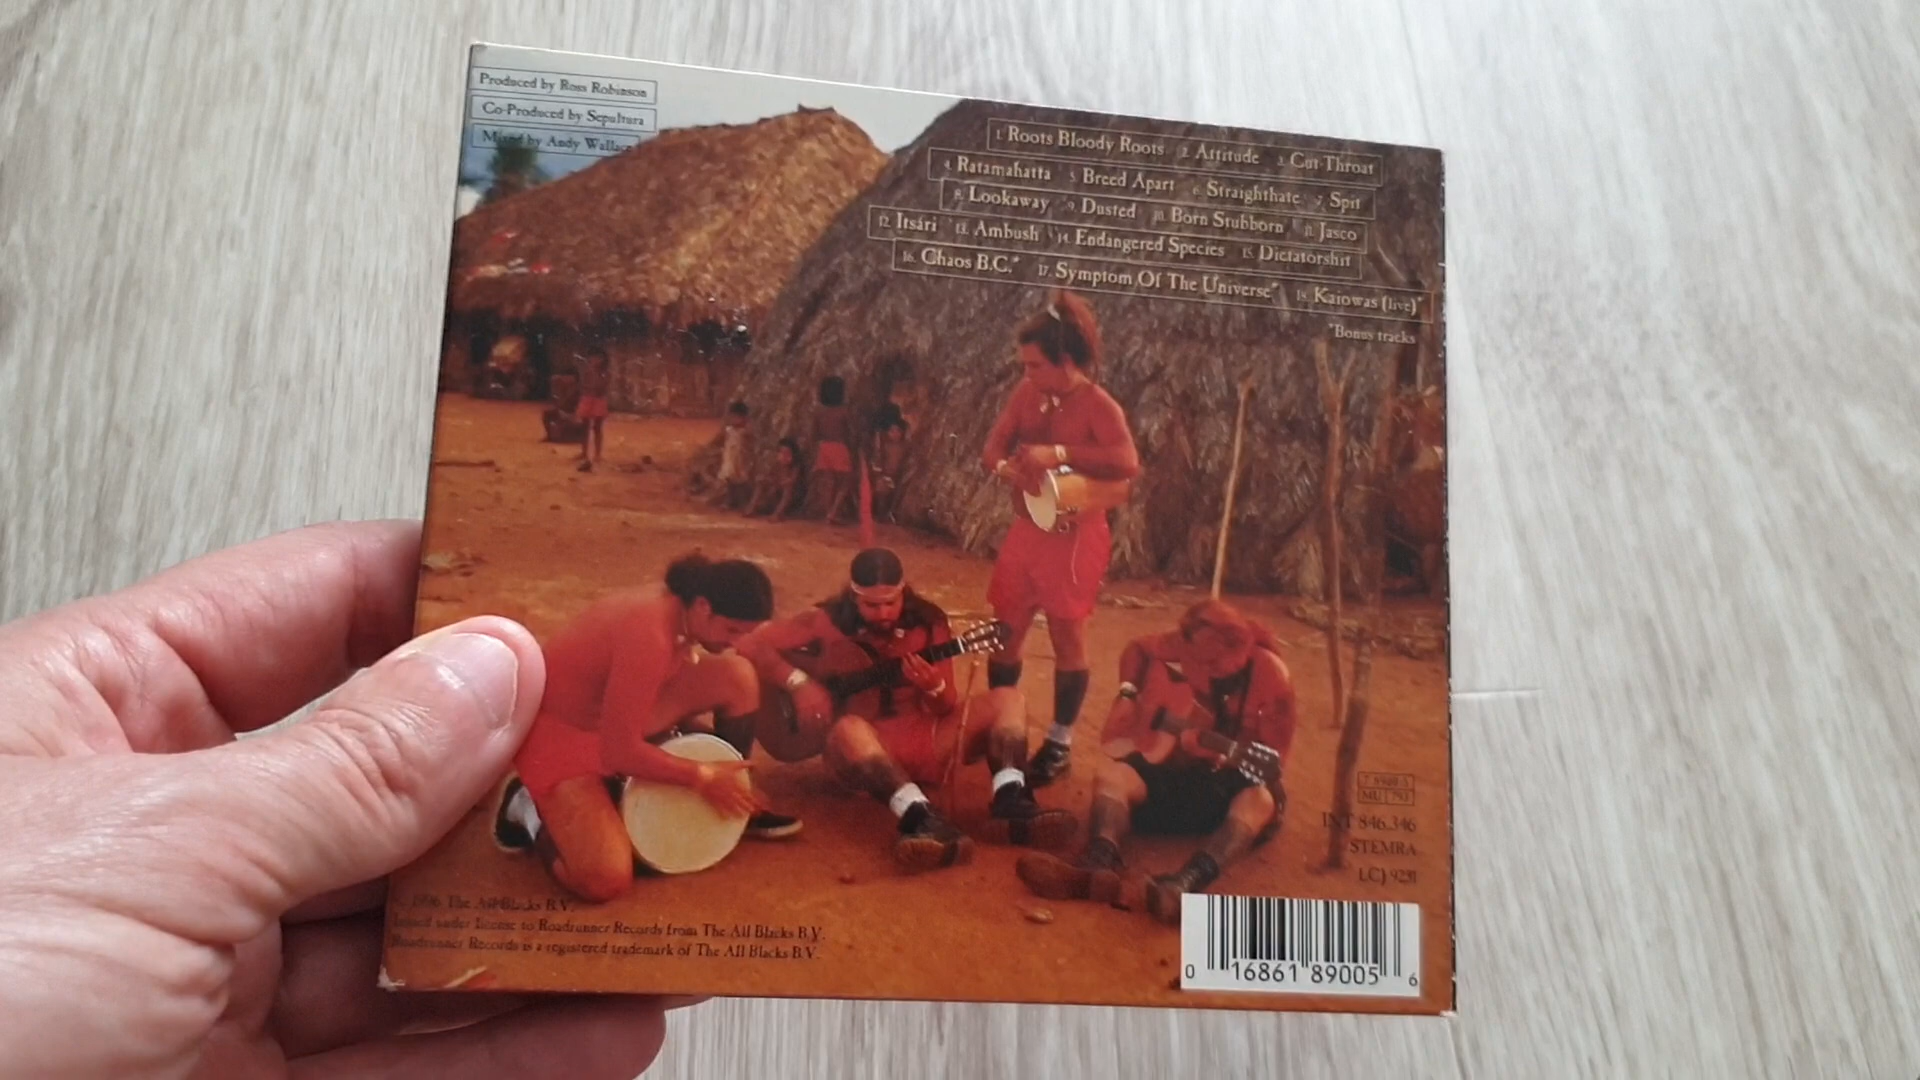 Produced by Ross Robinson
Co-Produced by Sepultura
Mixed by Andy Wallace
1. Roots Bloody Roots 2. Attitude 3. Cut-Throat
4. Ratamahatta 5. Breed Apart 6. Straighthate 7. Spit
8. Lookaway 9. Dusted 10. Born Stubborn 11. Jasco
12. Itsári 13. Ambush 14. Endangered Species 15. Dictatorshit
16. Chaos B.C.* 17. Symptom Of The Universe* 18. Kaiowas (live)*
*Bonus tracks
INT 846.346
STEMRA
LC) 9231
1996 The All Blacks B.V.
Issued under license to Roadrunner Records from The All Blacks B.V.
Roadrunner Records is a registered trademark of The All Blacks B.V.
0 16861 89005 6